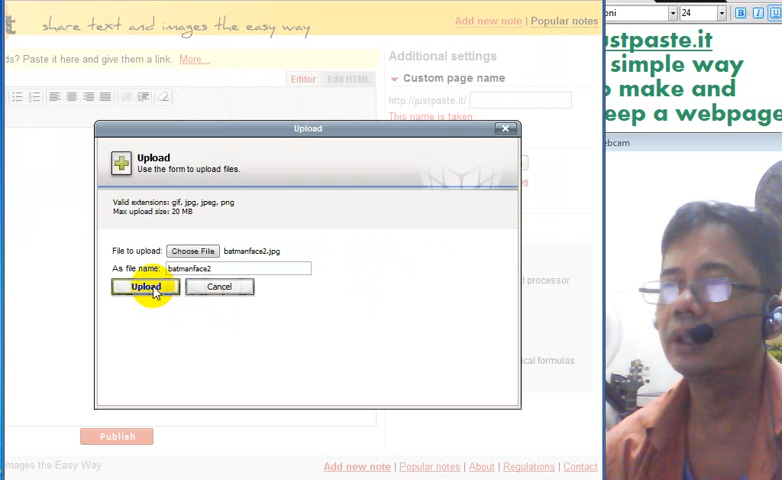 t share text and images the easy way
Add new note | Popular notes
ds? Paste it here and give them a link. More...
Editor Edit HTML
Additional settings
Custom page name
http://justpaste.it/
This name is taken
Upload
Upload
Use the form to upload files.
Valid extensions: gif, jpg, jpeg, png
Max upload size: 20 MB
File to upload: Choose File batmanface2.jpg
As file name: batmanface2
Upload Cancel
d processor
cal formulas
Publish
mages the Easy Way
Add new note | Popular notes | About | Regulations | Contact
oni 24 B I U
ustpaste.it
simple way
o make and
eep a webpage
ebcam